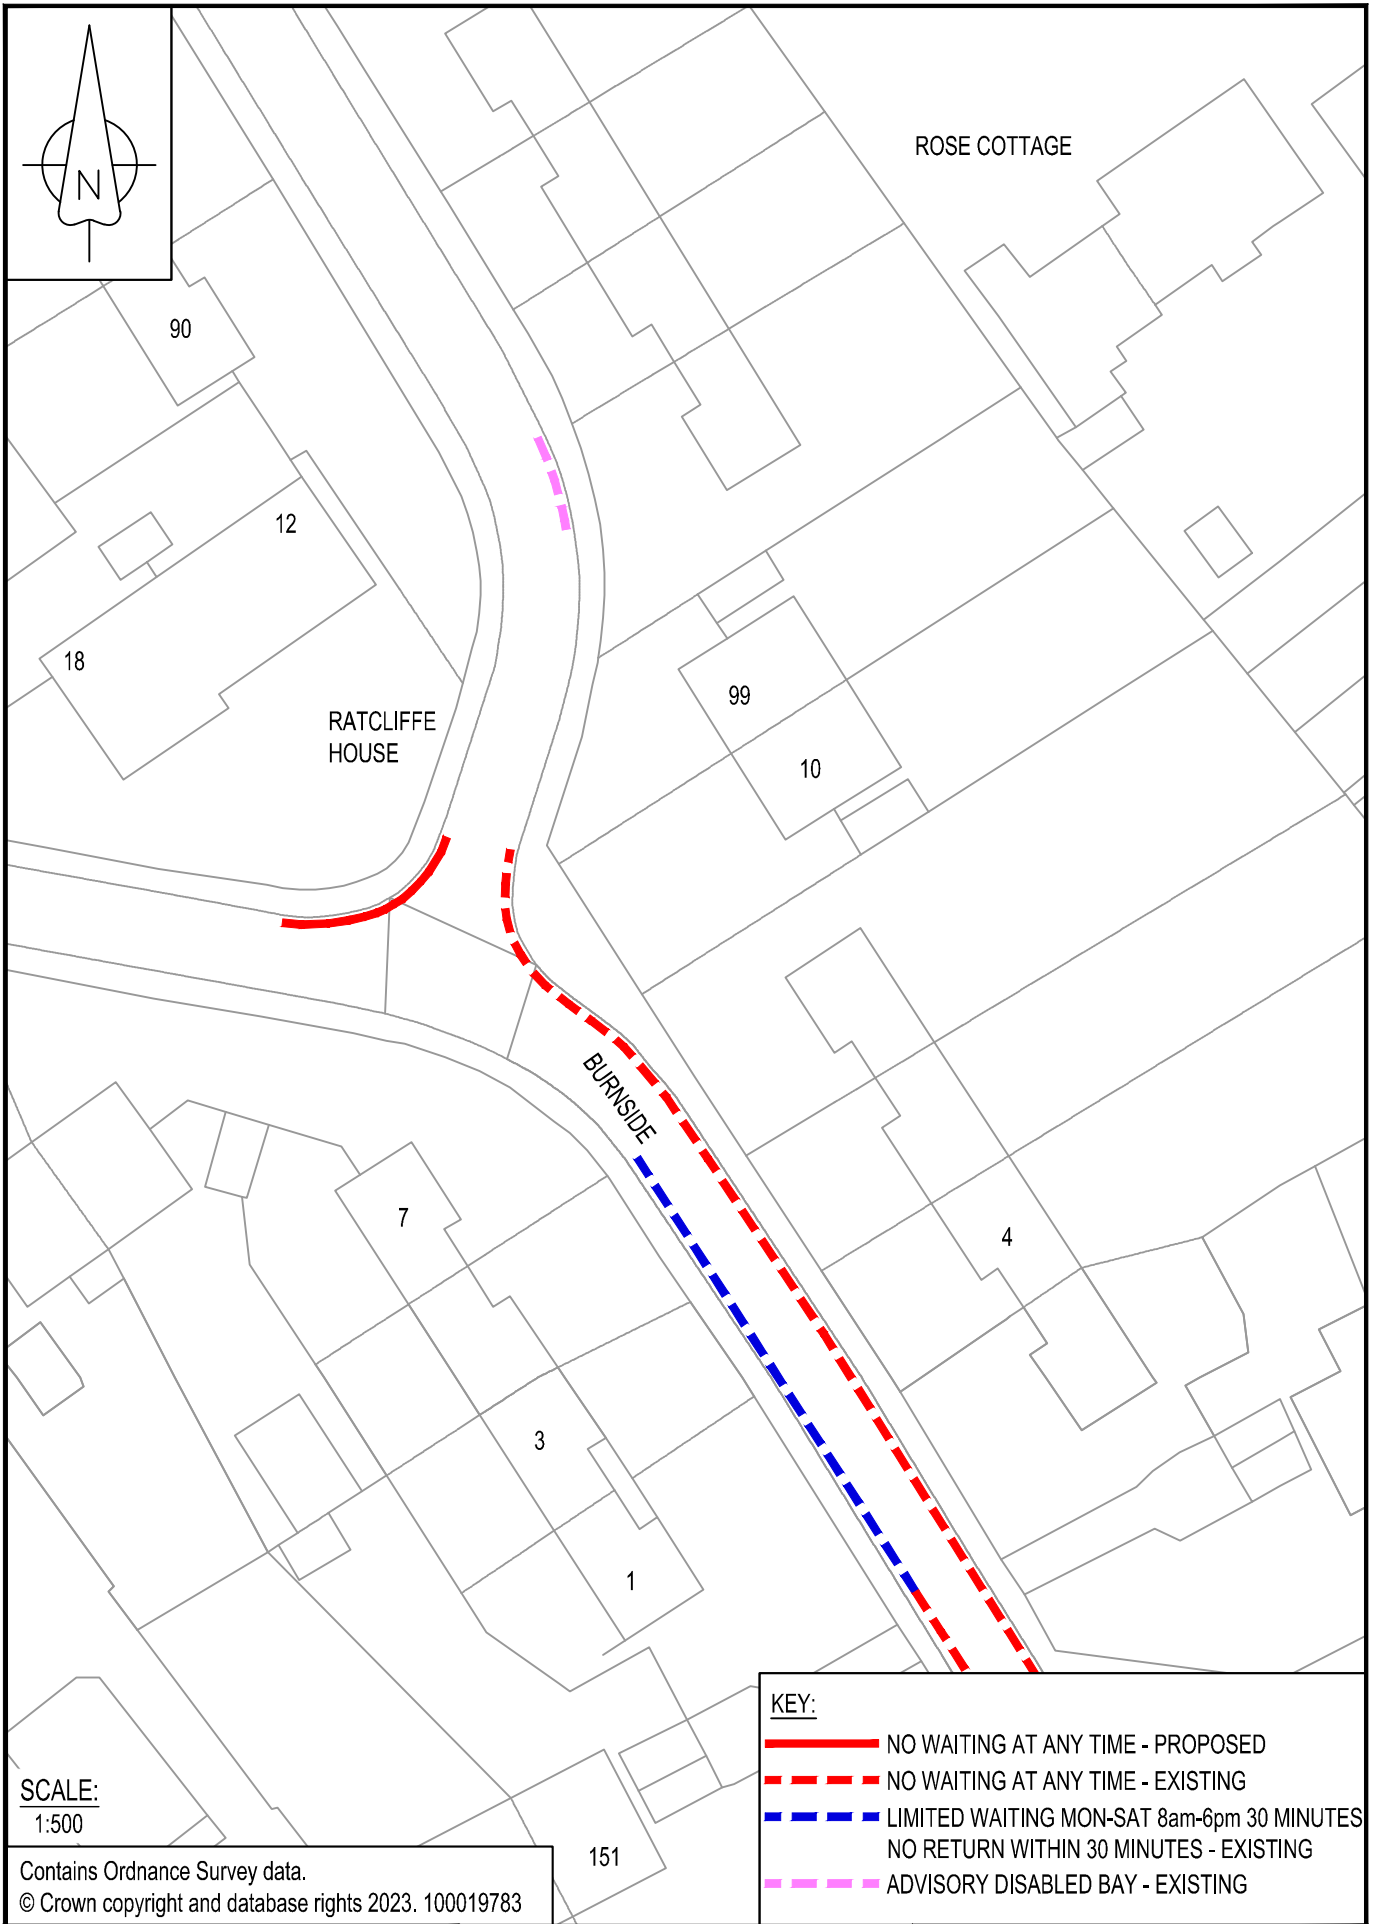 N
ROSE COTTAGE
90
12
18
RATCLIFFE
HOUSE
99
10
BURNSIDE
7
4
3
1
151
SCALE:
1:500
Contains Ordnance Survey data.
© Crown copyright and database rights 2023. 100019783
KEY:
NO WAITING AT ANY TIME - PROPOSED
NO WAITING AT ANY TIME - EXISTING
LIMITED WAITING MON-SAT 8am-6pm 30 MINUTES
NO RETURN WITHIN 30 MINUTES - EXISTING
ADVISORY DISABLED BAY - EXISTING